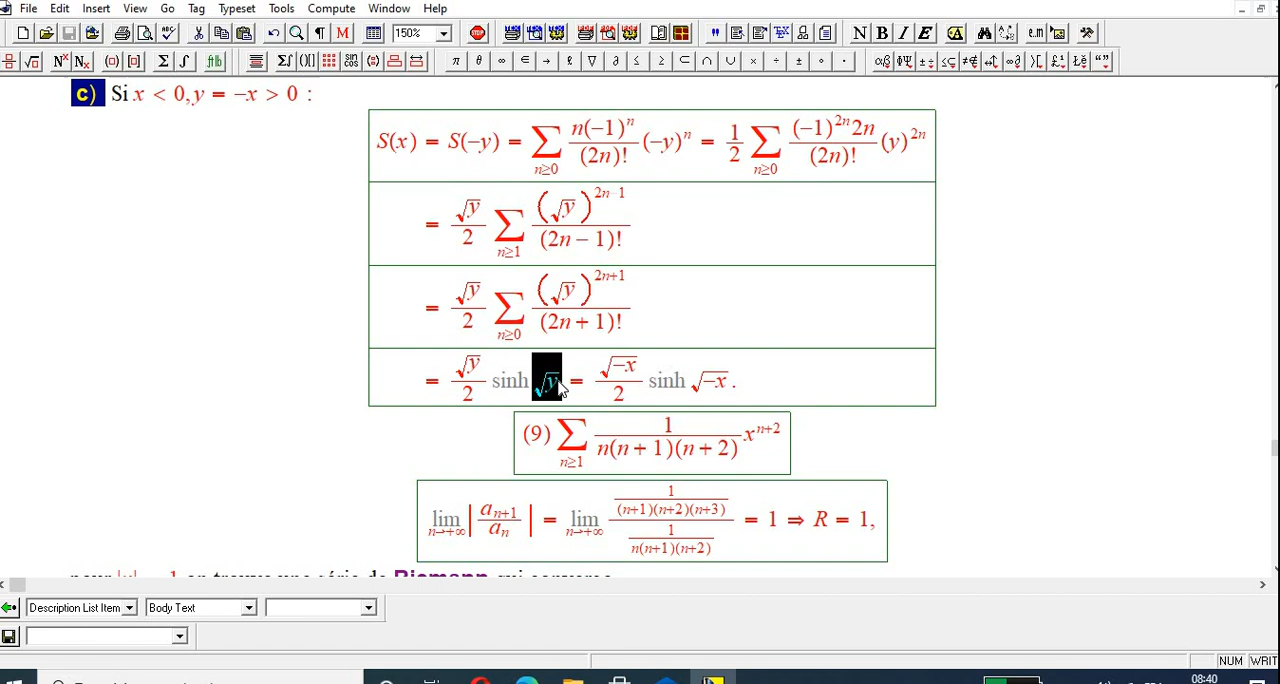 File Edit Insert View Go Tag Typeset Tools Compute Window Help
150%
c) Si x < 0, y = −x > 0 :
S(x) = S(−y) = ∑_{n≥0} n(−1)^n/(2n)! (−y)^n = 1/2 ∑_{n≥0} (−1)^{2n}2n/(2n)! (y)^{2n}
= √y/2 ∑_{n≥1} (√y)^{2n−1}/(2n − 1)!
= √y/2 ∑_{n≥0} (√y)^{2n+1}/(2n + 1)!
= √y/2 sinh √y = √−x/2 sinh √−x.
(9) ∑_{n≥1} 1/(n(n + 1)(n + 2)) x^{n+2}
lim_{n→+∞} |a_{n+1}/a_n| = lim_{n→+∞} (1/((n+1)(n+2)(n+3)))/(1/(n(n+1)(n+2))) = 1 ⇒ R = 1,
Description List Item Body Text
NUM WRIT
08:40